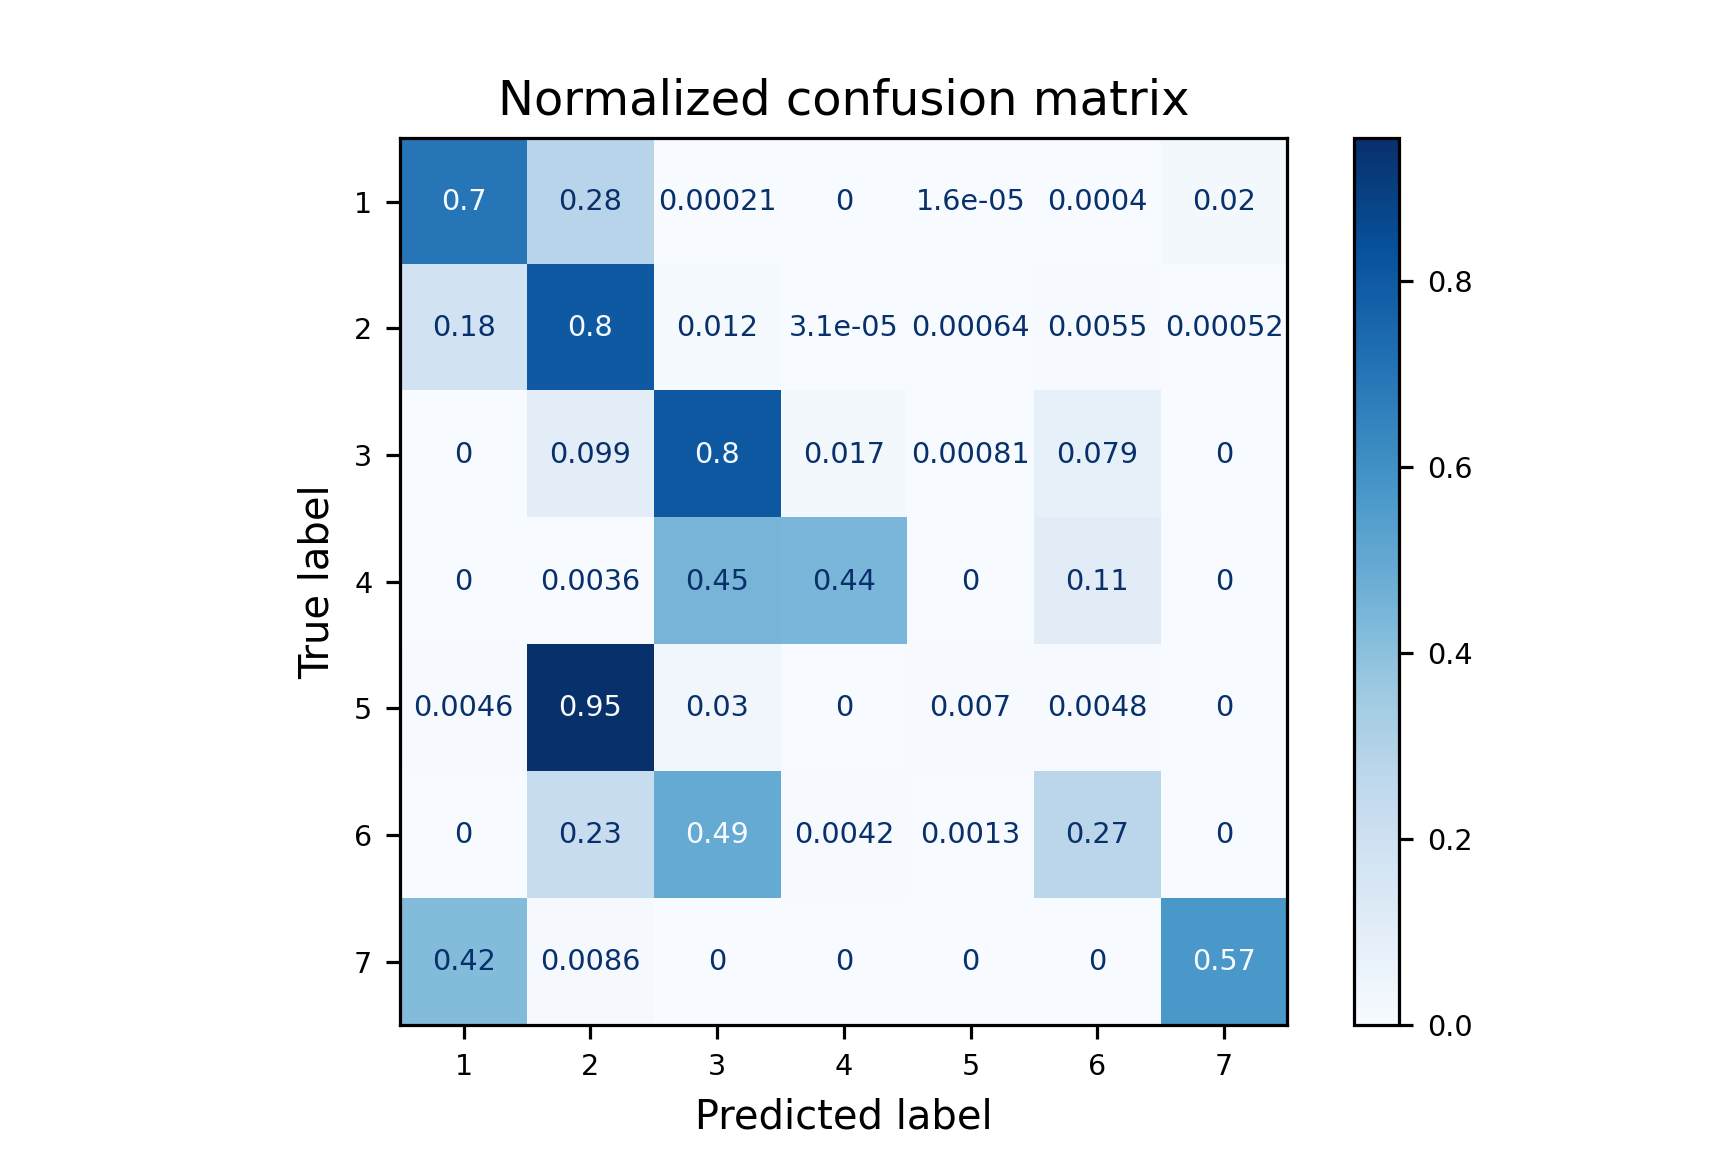 Normalized confusion matrix
1 0.7 0.28 0.00021 0 1.6e-05 0.0004 0.02
2 0.18 0.8 0.012 3.1e-05 0.00064 0.0055 0.00052
3 0 0.099 0.8 0.017 0.00081 0.079 0
4 0 0.0036 0.45 0.44 0 0.11 0
5 0.0046 0.95 0.03 0 0.007 0.0048 0
6 0 0.23 0.49 0.0042 0.0013 0.27 0
7 0.42 0.0086 0 0 0 0 0.57
1 2 3 4 5 6 7
Predicted label
True label
0.8
0.6
0.4
0.2
0.0